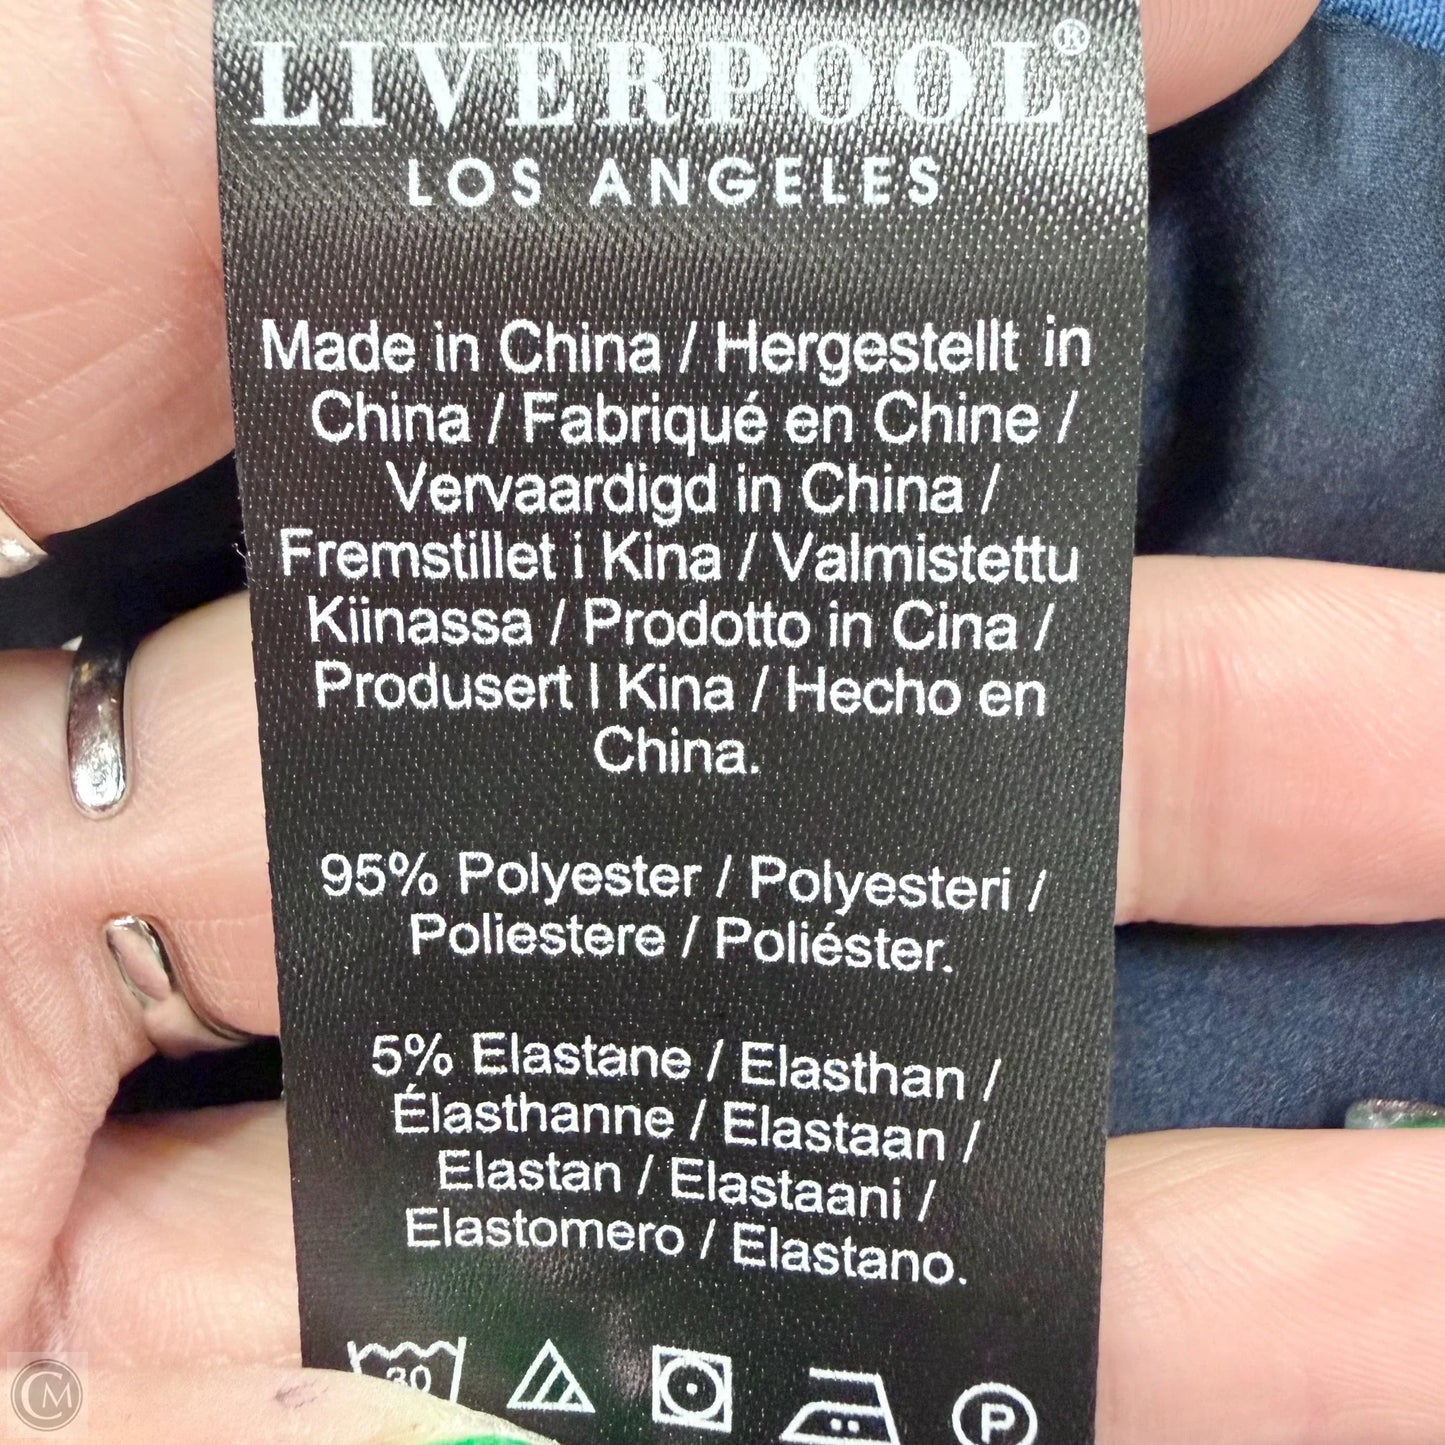 LIVERPOOL®
LOS ANGELES
Made in China / Hergestellt in
China / Fabriqué en Chine /
Vervaardigd in China /
Fremstillet i Kina / Valmistettu
Kiinassa / Prodotto in Cina /
Produsert I Kina / Hecho en
China.
95% Polyester / Polyesteri /
Poliestere / Poliéster.
5% Elastane / Elasthan /
Élasthanne / Elastaan /
Elastan / Elastaani /
Elastomero / Elastano.
30
P
CM